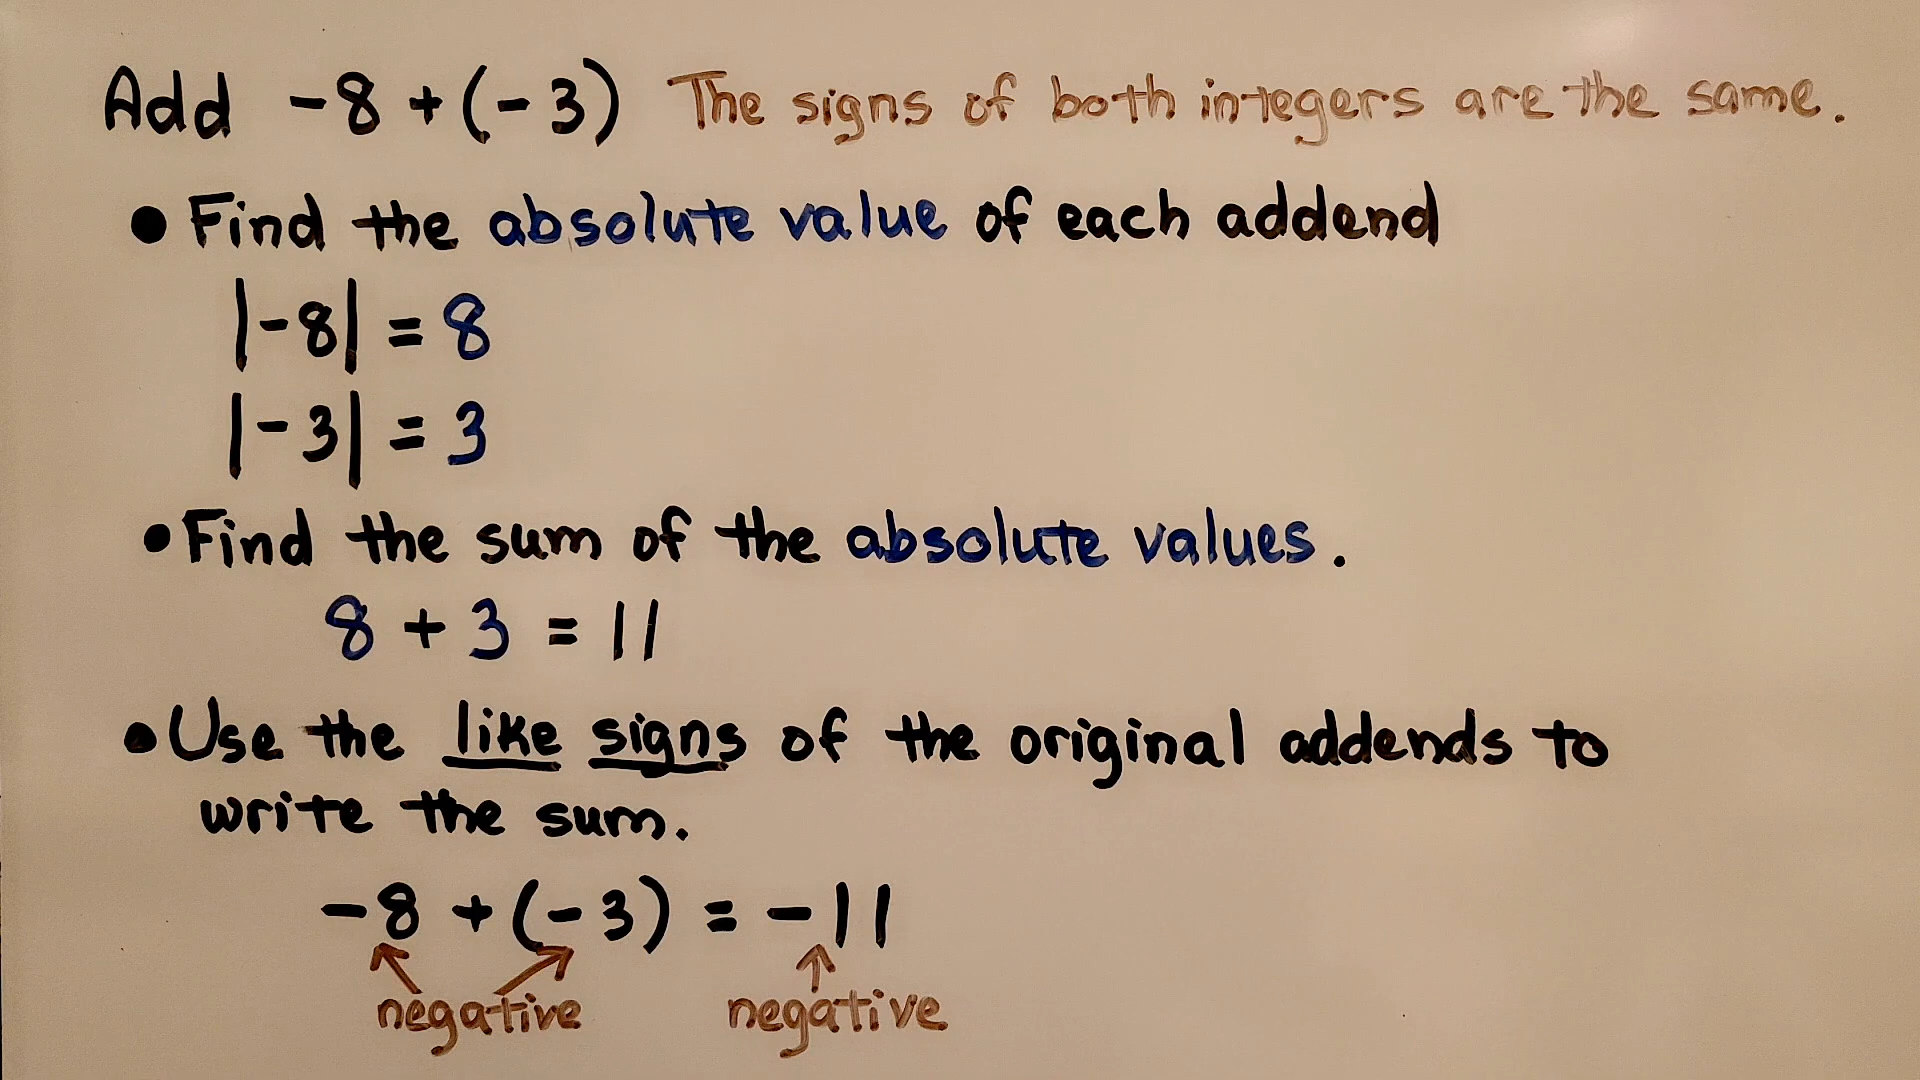 Add -8 + (-3) The signs of both integers are the same.
• Find the absolute value of each addend
|-8| = 8
|-3| = 3
• Find the sum of the absolute values.
8 + 3 = 11
• Use the like signs of the original addends to
write the sum.
-8 + (-3) = -11
negative negative